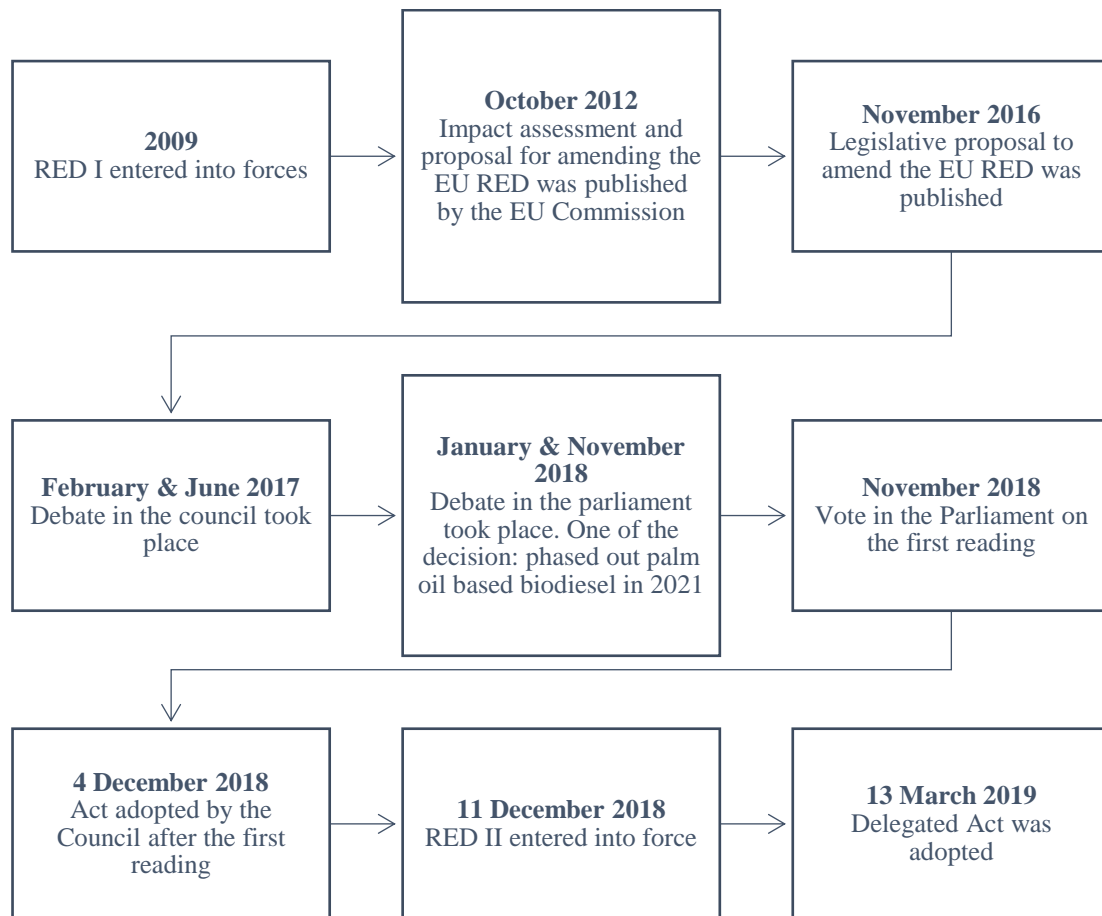 2009
RED I entered into forces
October 2012
Impact assessment and
proposal for amending the
EU RED was published
by the EU Commission
November 2016
Legislative proposal to
amend the EU RED was
published
February & June 2017
Debate in the council took
place
January & November
2018
Debate in the parliament
took place. One of the
decision: phased out palm
oil based biodiesel in 2021
November 2018
Vote in the Parliament on
the first reading
4 December 2018
Act adopted by the
Council after the first
reading
11 December 2018
RED II entered into force
13 March 2019
Delegated Act was
adopted